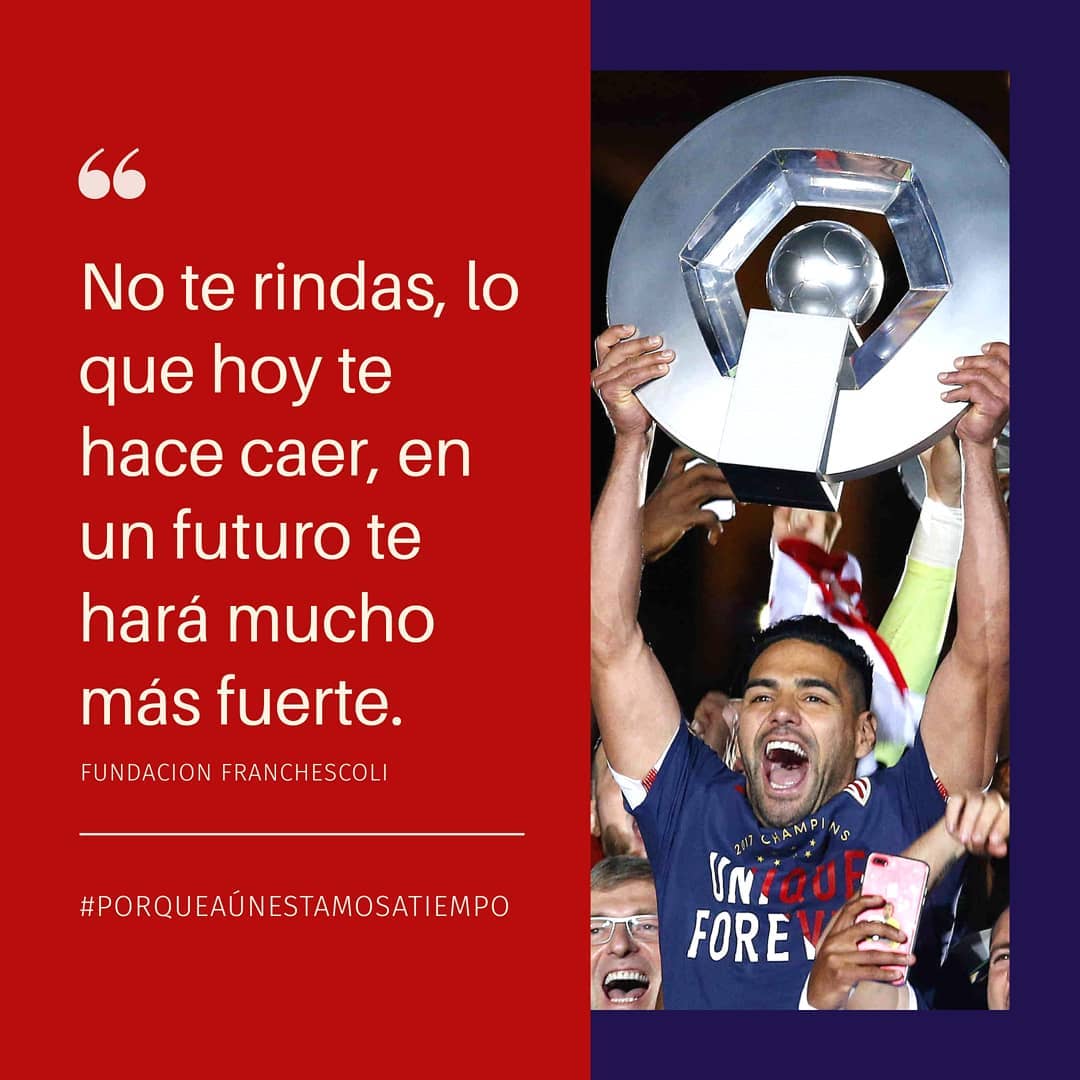 “
No te rindas, lo
que hoy te
hace caer, en
un futuro te
hará mucho
más fuerte.
FUNDACION FRANCHESCOLI
#PORQUEAÚNESTAMOSATIEMPO
2017 CHAMPIONS
UNIQUE